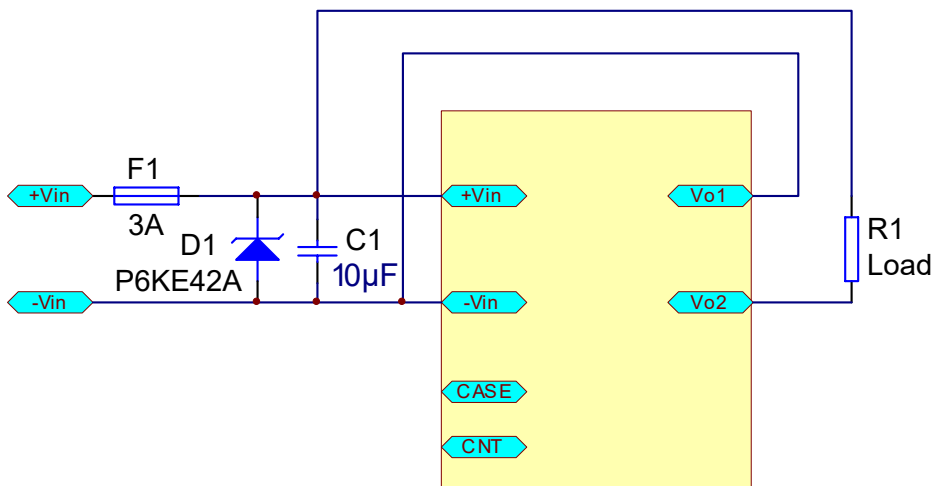 F1
+Vin
3A
D1
P6KE42A
C1
10µF
-Vin
+Vin
-Vin
CASE
CNT
Vo1
Vo2
R1
Load